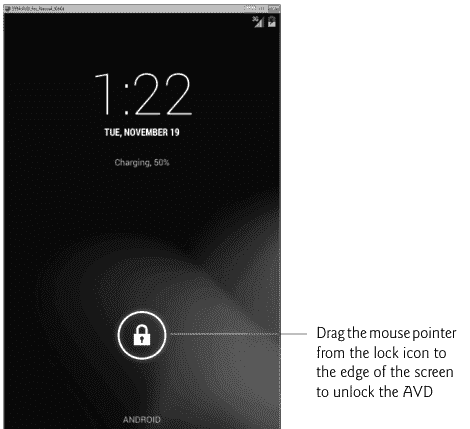 3G
1:22
TUE, NOVEMBER 19
Charging, 50%
Drag the mouse pointer
from the lock icon to
the edge of the screen
to unlock the AVD
ANDROID